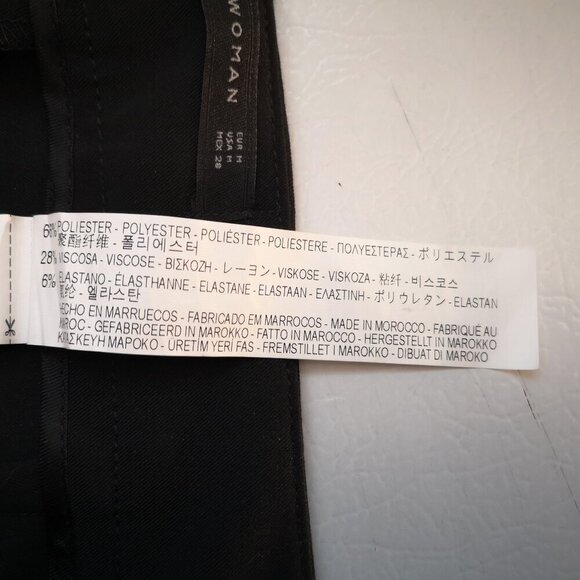 WOMAN
EUR M
USA M
MEX 28
66% POLIESTER - POLYESTER - POLIÉSTER - POLIESTERE - ΠΟΛΥΕΣΤΕΡΑΣ - ポリエステル
聚酯纤维 - 폴리에스터
28% VISCOSA - VISCOSE - ΒΙΣΚΟΖΗ - レーヨン - VISKOSE - VISKOZA - 粘纤 - 비스코스
6% ELASTANO - ÉLASTHANNE - ELASTANE - ELASTAAN - ΕΛΑΣΤΙΝΗ - ポリウレタン - ELASTAN
氨纶 - 엘라스탄
HECHO EN MARRUECOS - FABRICADO EM MARROCOS - MADE IN MOROCCO - FABRIQUÉ AU
MAROC - GEFABRICEERD IN MAROKKO - FATTO IN MAROCCO - HERGESTELLT IN MAROKKO
ΚΑΤΑΣΚΕΥΗ ΜΑΡΟΚΟ - ÜRETİM YERİ FAS - FREMSTILLET I MAROKKO - DIBUAT DI MAROKO